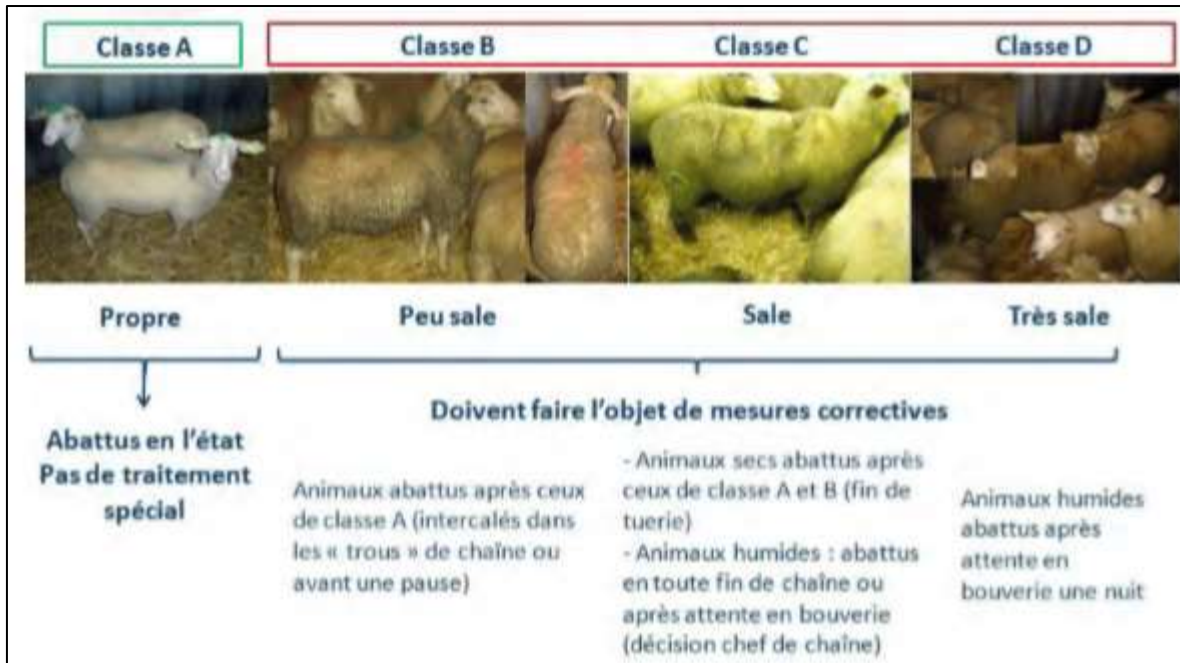 Classe A
Classe B
Classe C
Classe D
Propre
Peu sale
Sale
Très sale
Abattus en l'état
Pas de traitement
spécial
Doivent faire l'objet de mesures correctives
Animaux abattus après ceux
de classe A (intercalés dans
les « trous » de chaîne ou
avant une pause)
- Animaux secs abattus après
ceux de classe A et B (fin de
tuerie)
- Animaux humides : abattus
en toute fin de chaîne ou
après attente en bouverie
(décision chef de chaîne)
Animaux humides
abattus après
attente en
bouverie une nuit